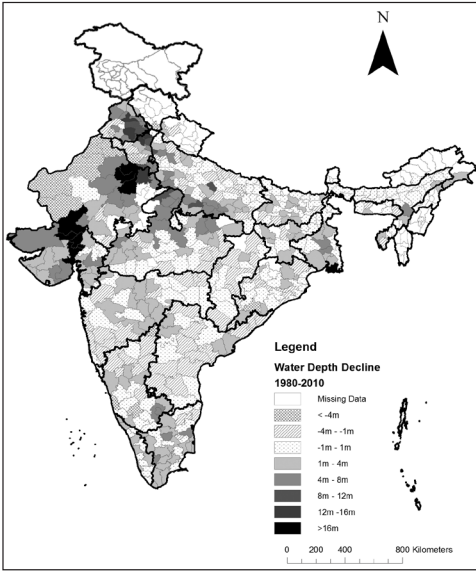 N
Legend
Water Depth Decline
1980-2010
Missing Data
< -4m
-4m - -1m
-1m - 1m
1m - 4m
4m - 8m
8m - 12m
12m -16m
>16m
0 200 400 800 Kilometers